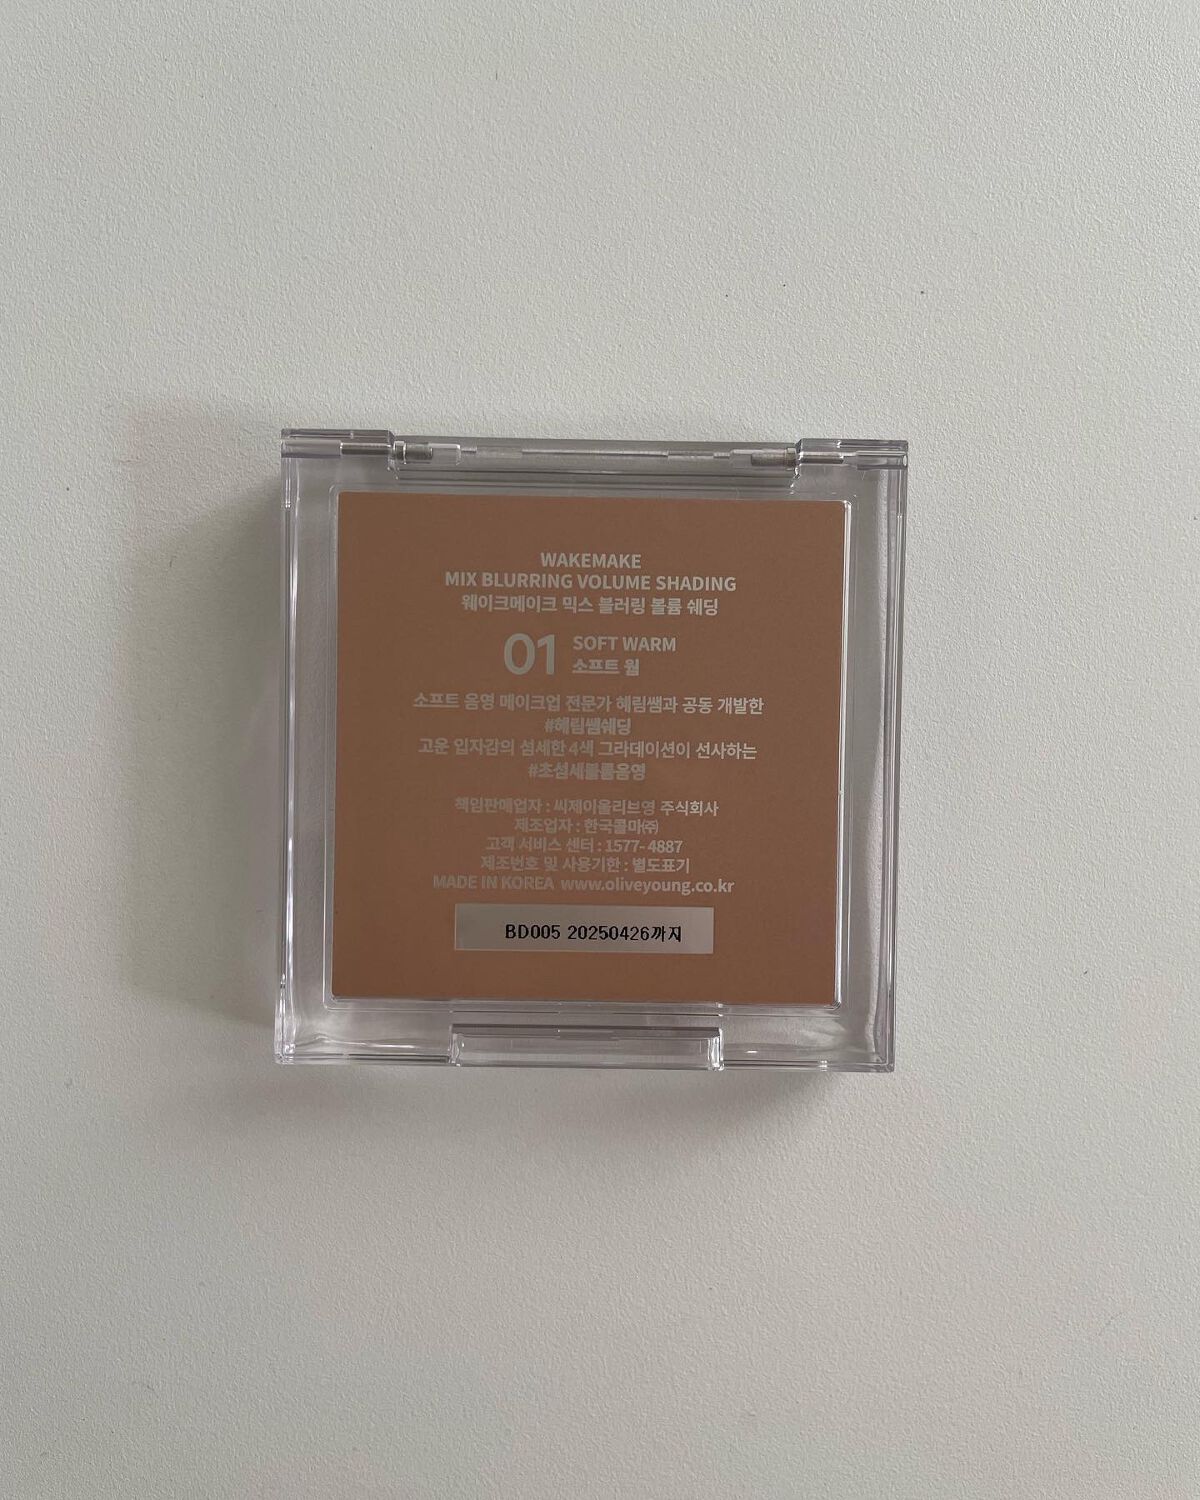 WAKEMAKE
MIX BLURRING VOLUME SHADING
웨이크메이크 믹스 블러링 볼륨 쉐딩
01 SOFT WARM
소프트 웜
소프트 음영 메이크업 전문가 혜림쌤과 공동 개발한
#혜림쌤쉐딩
고운 입자감의 섬세한 4색 그라데이션이 선사하는
#초섬세볼륨음영
책임판매업자 : 씨제이올리브영 주식회사
제조업자 : 한국콜마㈜
고객 서비스 센터 : 1577- 4887
제조번호 및 사용기한 : 별도표기
MADE IN KOREA www.oliveyoung.co.kr
BD005 20250426까지